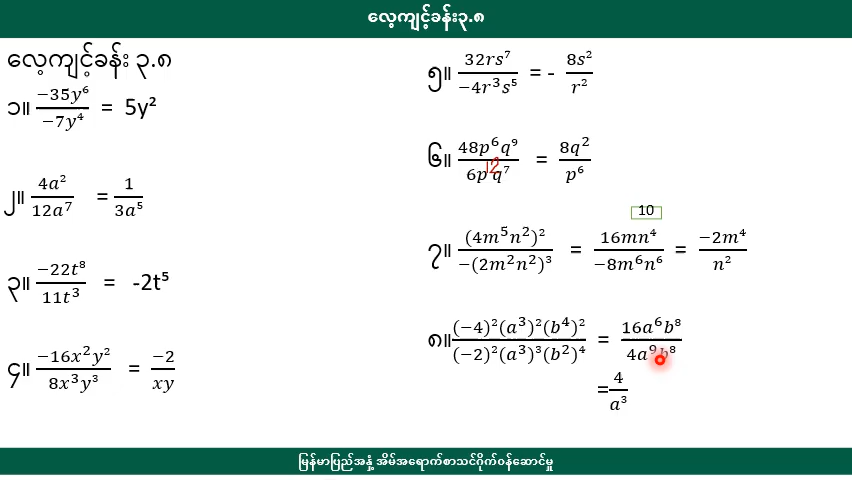 လေ့ကျင့်ခန်း၃.၈
လေ့ကျင့်ခန်း ၃.၈
၁။ −35y⁶/−7y⁴ = 5y²
၂။ 4a²/12a⁷ = 1/3a⁵
၃။ −22t⁸/11t³ = -2t⁵
၄။ −16x²y²/8x³y³ = −2/xy
၅။ 32rs⁷/−4r³s⁵ = - 8s²/r²
၆။ 48p⁶q⁹/6p¹²q⁷ = 8q²/p⁶
10
၇။ (4m⁵n²)²/−(2m²n²)³ = 16mn⁴/−8m⁶n⁶ = −2m⁴/n²
၈။ (−4)²(a³)²(b⁴)²/(−2)²(a³)³(b²)⁴ = 16a⁶b⁸/4a⁹b⁸
=4/a³
မြန်မာပြည်အနှံ့ အိမ်အရောက်စာသင်ဝိုက်ဝန်ဆောင်မှု